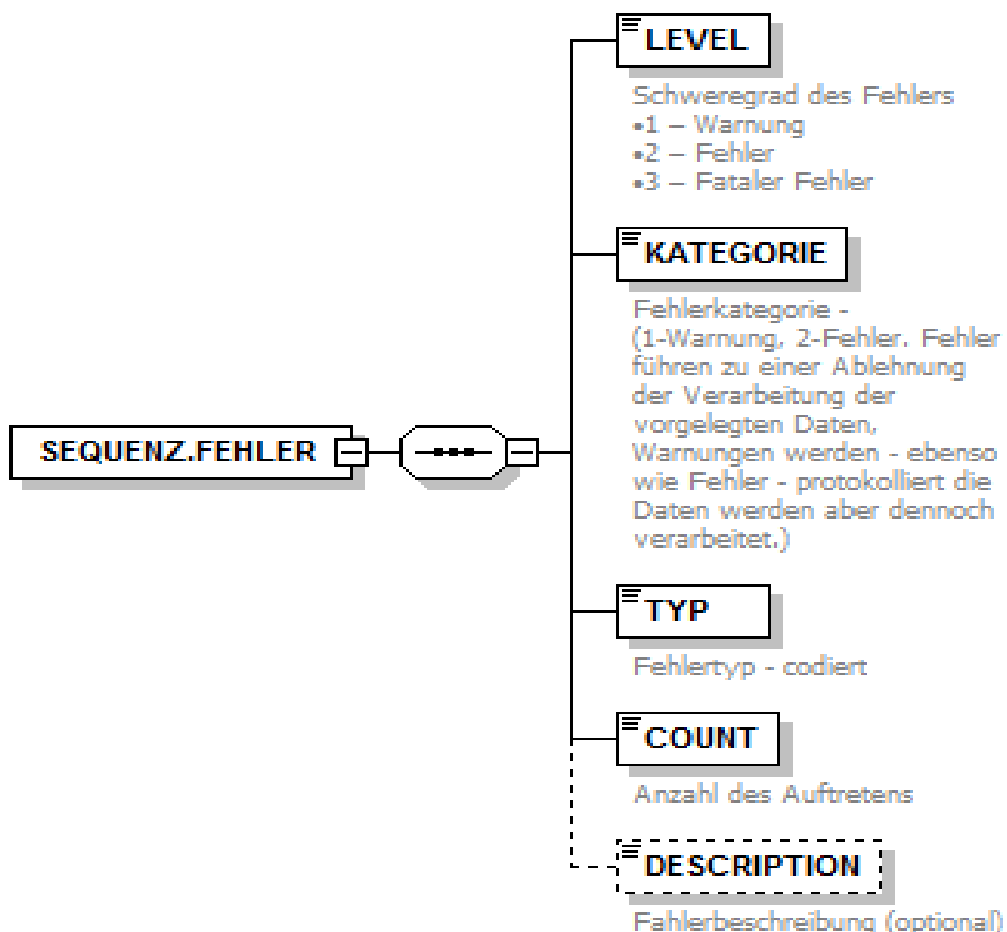 LEVEL
Schweregrad des Fehlers
•1 – Warnung
•2 – Fehler
•3 – Fataler Fehler
KATEGORIE
Fehlerkategorie -
(1-Warnung, 2-Fehler. Fehler
führen zu einer Ablehnung
der Verarbeitung der
vorgelegten Daten,
Warnungen werden - ebenso
wie Fehler - protokolliert die
Daten werden aber dennoch
verarbeitet.)
SEQUENZ.FEHLER
TYP
Fehlertyp - codiert
COUNT
Anzahl des Auftretens
DESCRIPTION
Fahlerbeschreibung (optional)